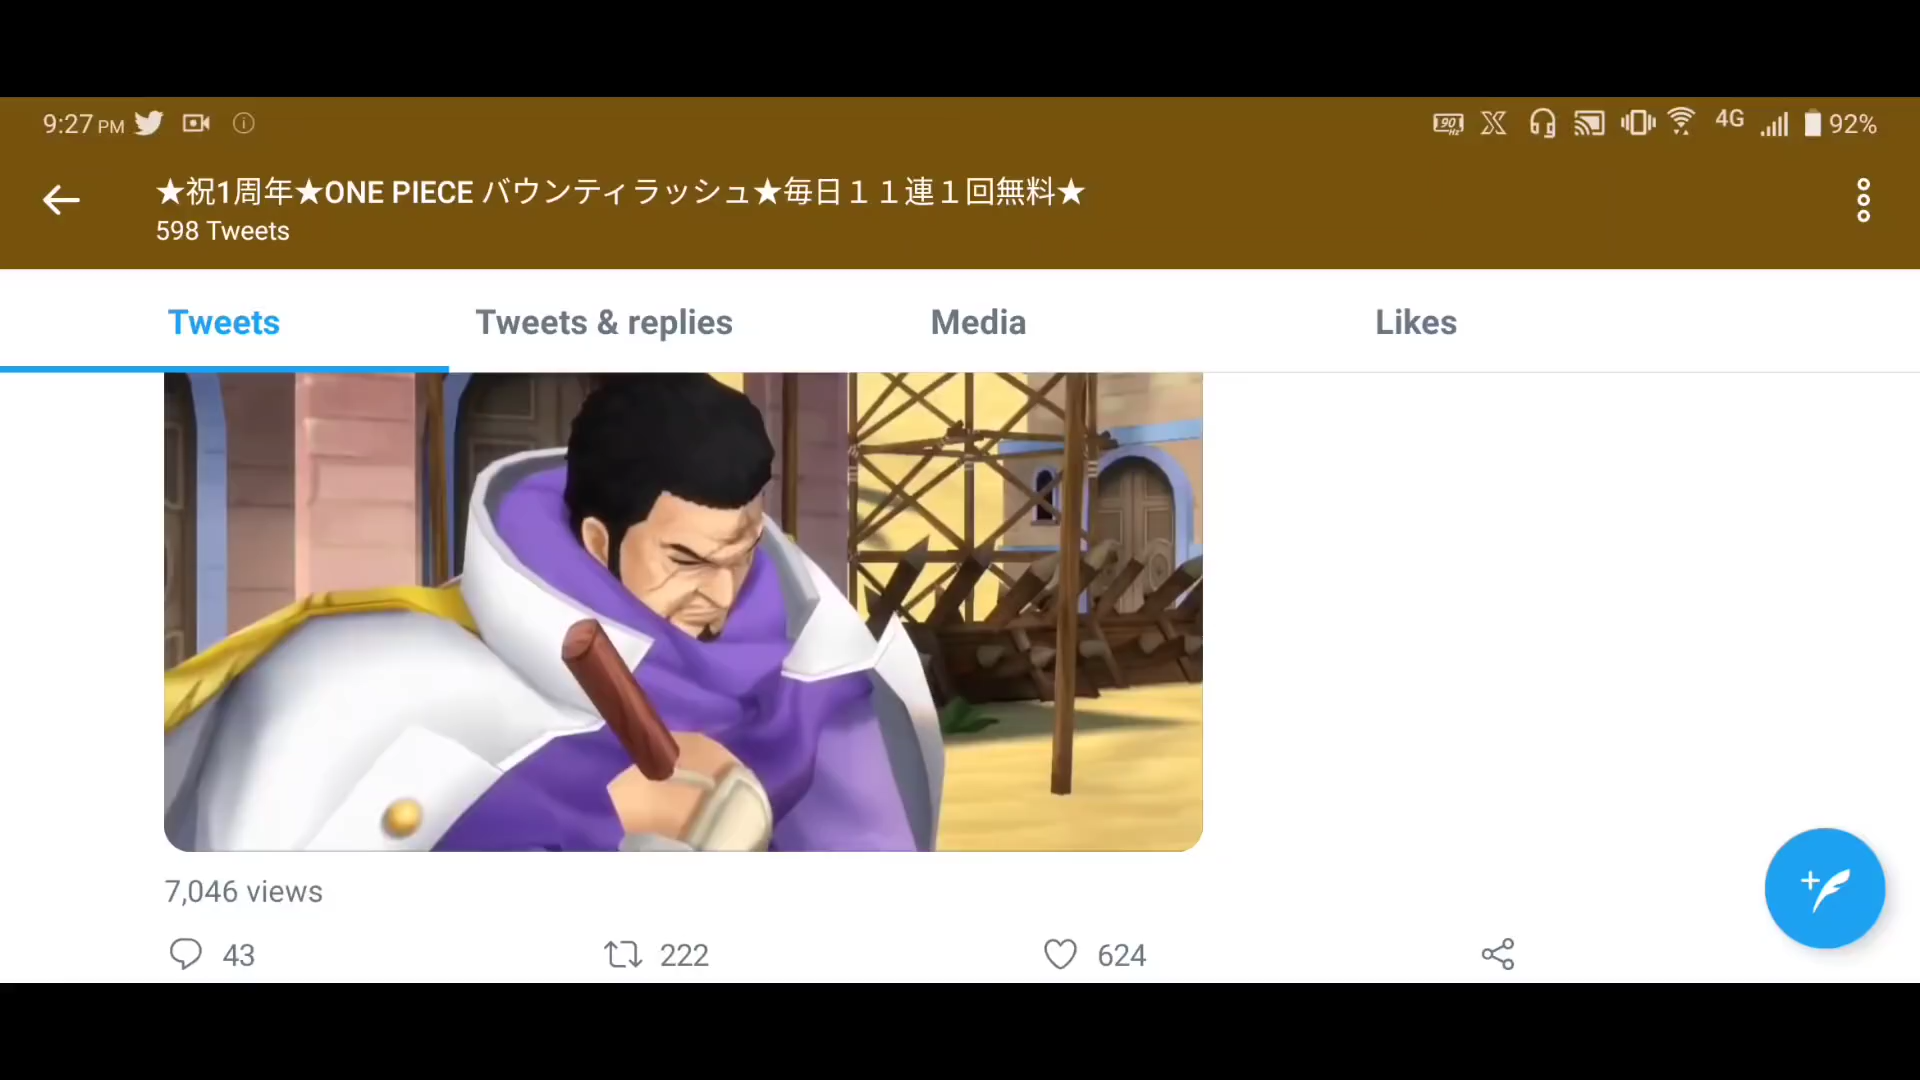 9:27 PM
90Hz 4G 92%
★祝1周年★ONE PIECE バウンティラッシュ★毎日１１連１回無料★
598 Tweets
Tweets Tweets & replies Media Likes
7,046 views
43 222 624